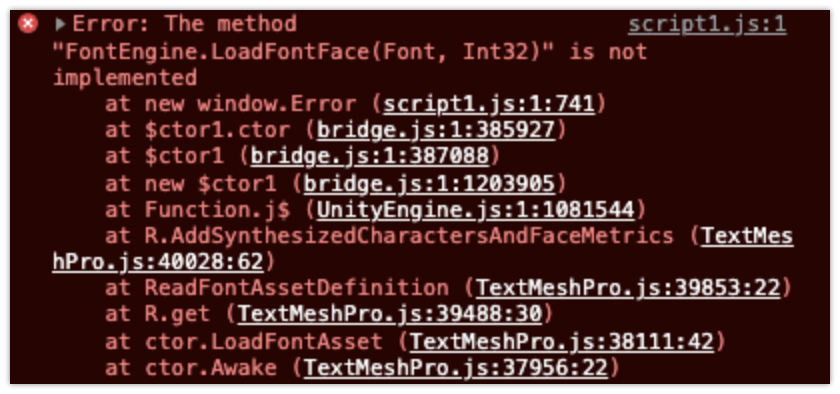 Error: The method script1.js:1
"FontEngine.LoadFontFace(Font, Int32)" is not
implemented
at new window.Error (script1.js:1:741)
at $ctor1.ctor (bridge.js:1:385927)
at $ctor1 (bridge.js:1:387088)
at new $ctor1 (bridge.js:1:1203905)
at Function.j$ (UnityEngine.js:1:1081544)
at R.AddSynthesizedCharactersAndFaceMetrics (TextMes
hPro.js:40028:62)
at ReadFontAssetDefinition (TextMeshPro.js:39853:22)
at R.get (TextMeshPro.js:39488:30)
at ctor.LoadFontAsset (TextMeshPro.js:38111:42)
at ctor.Awake (TextMeshPro.js:37956:22)